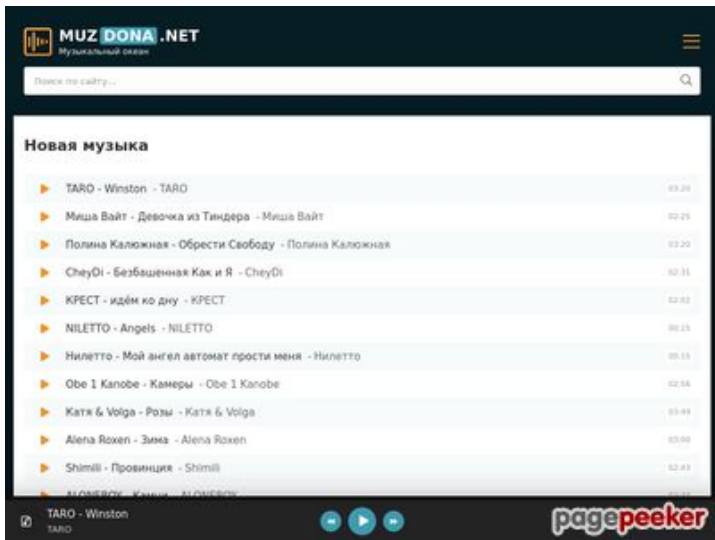 MUZ DONA .NET
Музыкальный океан
Поиск по сайту...
Новая музыка
TARO - Winston - TARO 03:20
Миша Вайт - Девочка из Тиндера - Миша Вайт 02:25
Полина Калюжная - Обрести Свободу - Полина Калюжная 03:20
CheyDi - Безбашенная Как и Я - CheyDi 02:31
КРЕСТ - идём ко дну - КРЕСТ 02:02
NILETTO - Angels - NILETTO 00:15
Нилетто - Мой ангел автомат прости меня - Нилетто 00:15
Obe 1 Kanobe - Камеры - Obe 1 Kanobe 02:56
Катя & Volga - Розы - Катя & Volga 03:49
Alena Roxen - Зима - Alena Roxen 03:00
Shimili - Провинция - Shimili 02:43
TARO - Winston
TARO
pagepeeker